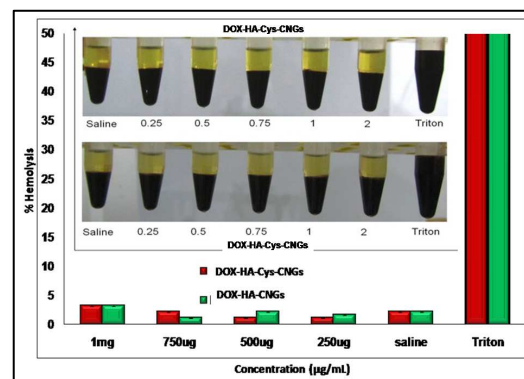 DOX-HA-Cys-CNGs
50
45
40
35
30
25
20
15
10
5
0
% Hemolysis
Saline 0.25 0.5 0.75 1 2 Triton
Saline 0.25 0.5 0.75 1 2 Triton
DOX-HA-Cys-CNGs
DOX-HA-Cys-CNGs
DOX-HA-CNGs
1mg 750ug 500ug 250ug saline Triton
Concentration (µg/mL)